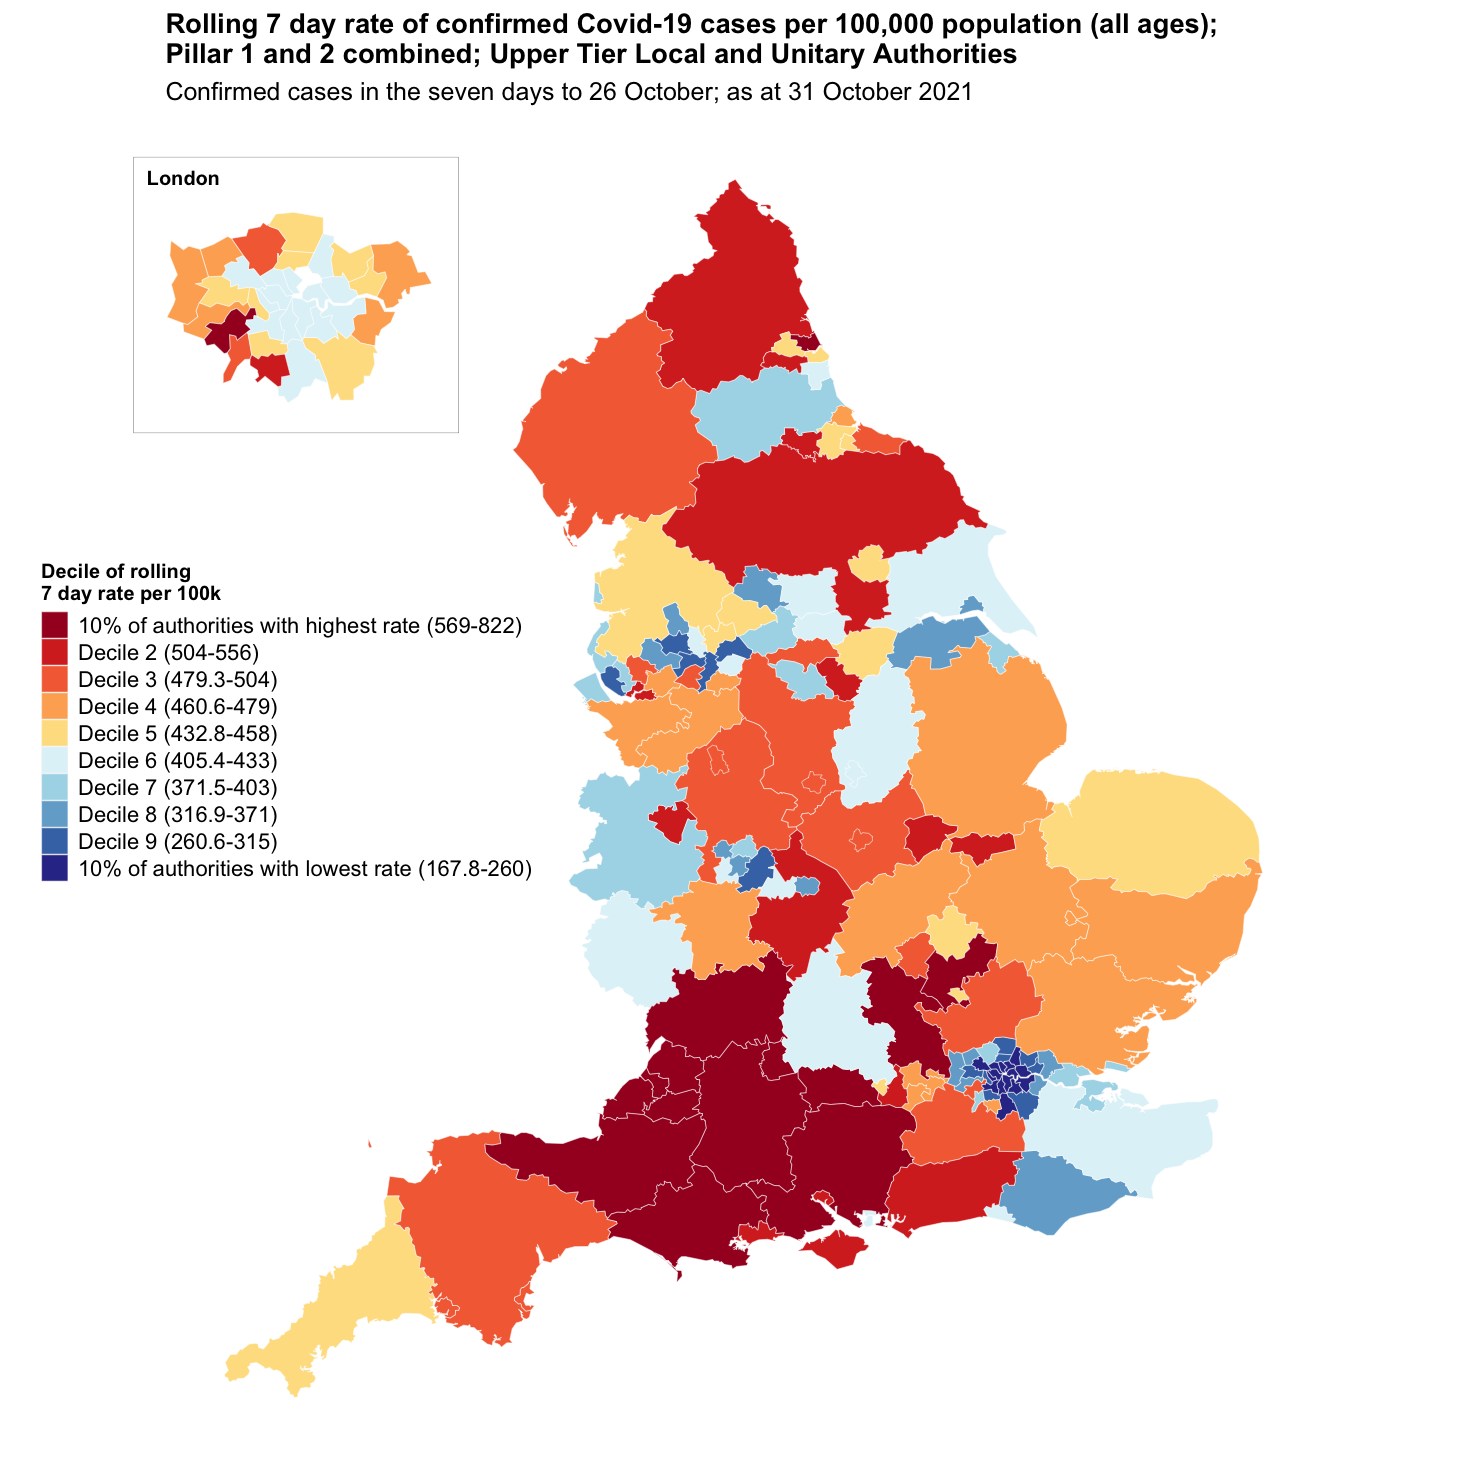 Rolling 7 day rate of confirmed Covid-19 cases per 100,000 population (all ages);
Pillar 1 and 2 combined; Upper Tier Local and Unitary Authorities
Confirmed cases in the seven days to 26 October; as at 31 October 2021
London
Decile of rolling
7 day rate per 100k
10% of authorities with highest rate (569-822)
Decile 2 (504-556)
Decile 3 (479.3-504)
Decile 4 (460.6-479)
Decile 5 (432.8-458)
Decile 6 (405.4-433)
Decile 7 (371.5-403)
Decile 8 (316.9-371)
Decile 9 (260.6-315)
10% of authorities with lowest rate (167.8-260)